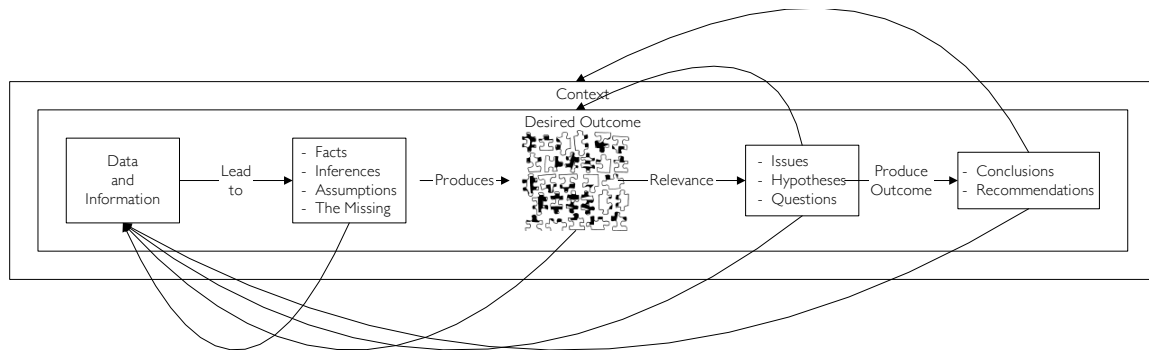 Context
Desired Outcome
Data
and
Information
Lead
to
- Facts
- Inferences
- Assumptions
- The Missing
Produces
Relevance
- Issues
- Hypotheses
- Questions
Produce
Outcome
- Conclusions
- Recommendations